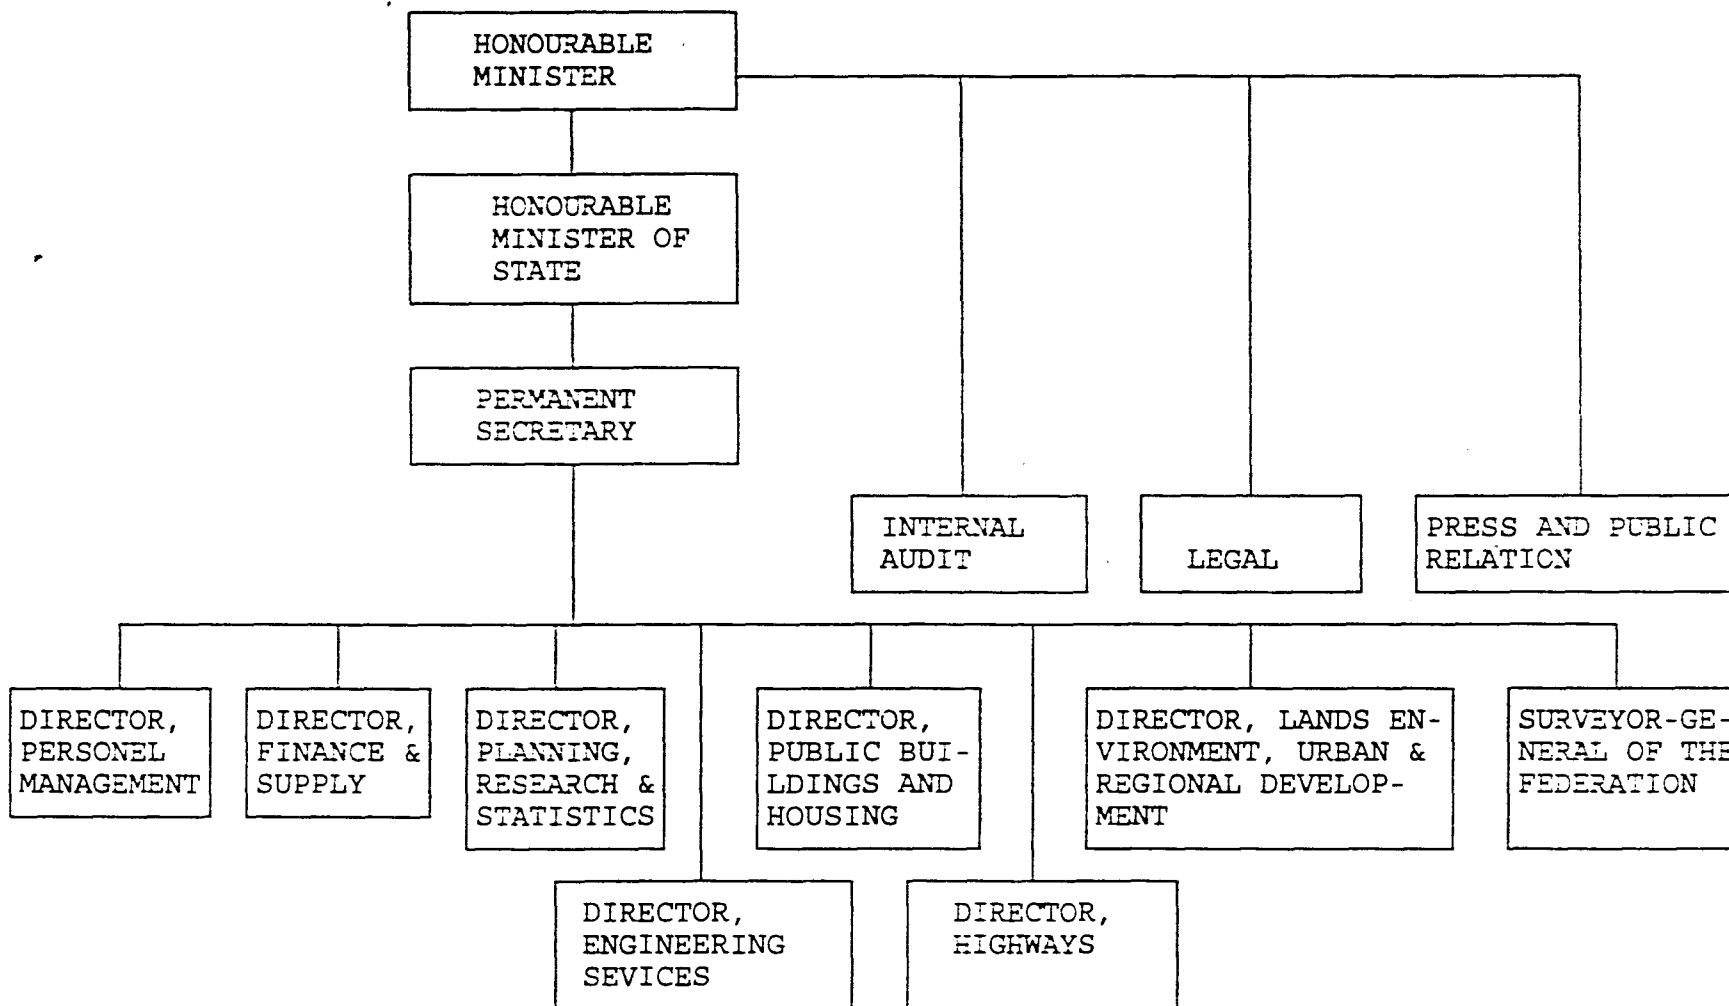 HONOURABLE
MINISTER
HONOURABLE
MINISTER OF
STATE
PERMANENT
SECRETARY
INTERNAL
AUDIT
LEGAL
PRESS AND PUBLIC
RELATION
DIRECTOR,
PERSONEL
MANAGEMENT
DIRECTOR,
FINANCE &
SUPPLY
DIRECTOR,
PLANNING,
RESEARCH &
STATISTICS
DIRECTOR,
PUBLIC BUI-
LDINGS AND
HOUSING
DIRECTOR, LANDS EN-
VIRONMENT, URBAN &
REGIONAL DEVELOP-
MENT
SURVEYOR-GE-
NERAL OF THE
FEDERATION
DIRECTOR,
ENGINEERING
SEVICES
DIRECTOR,
HIGHWAYS